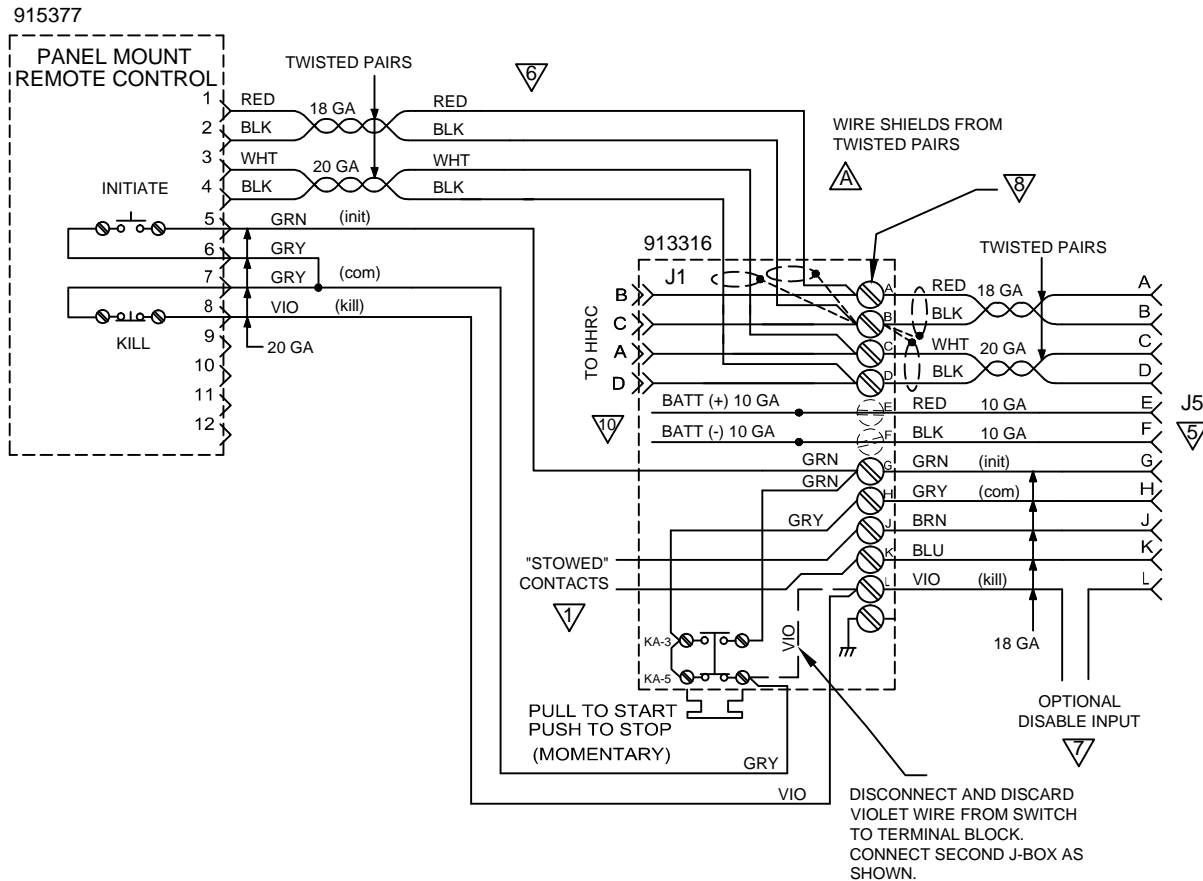 915377
PANEL MOUNT
REMOTE CONTROL
1
2
3
4
5
6
7
8
9
10
11
12
INITIATE
KILL
RED
BLK
WHT
BLK
GRN (init)
GRY
GRY (com)
VIO (kill)
20 GA
TWISTED PAIRS
18 GA
20 GA
RED
BLK
WHT
BLK
6
WIRE SHIELDS FROM
TWISTED PAIRS
A
8
913316
J1
TO HHRC
B
C
A
D
10
BATT (+) 10 GA
BATT (-) 10 GA
GRN
GRN
GRY
"STOWED"
CONTACTS
1
KA-3
KA-5
VIO
PULL TO START
PUSH TO STOP
(MOMENTARY)
GRY
VIO
A
B
C
D
E
F
G
H
J
K
L
TWISTED PAIRS
RED 18 GA
BLK
WHT 20 GA
BLK
RED 10 GA
BLK 10 GA
GRN (init)
GRY (com)
BRN
BLU
VIO (kill)
18 GA
A
B
C
D
E
F
G
H
J
K
L
J5
5
OPTIONAL
DISABLE INPUT
7
DISCONNECT AND DISCARD
VIOLET WIRE FROM SWITCH
TO TERMINAL BLOCK.
CONNECT SECOND J-BOX AS
SHOWN.